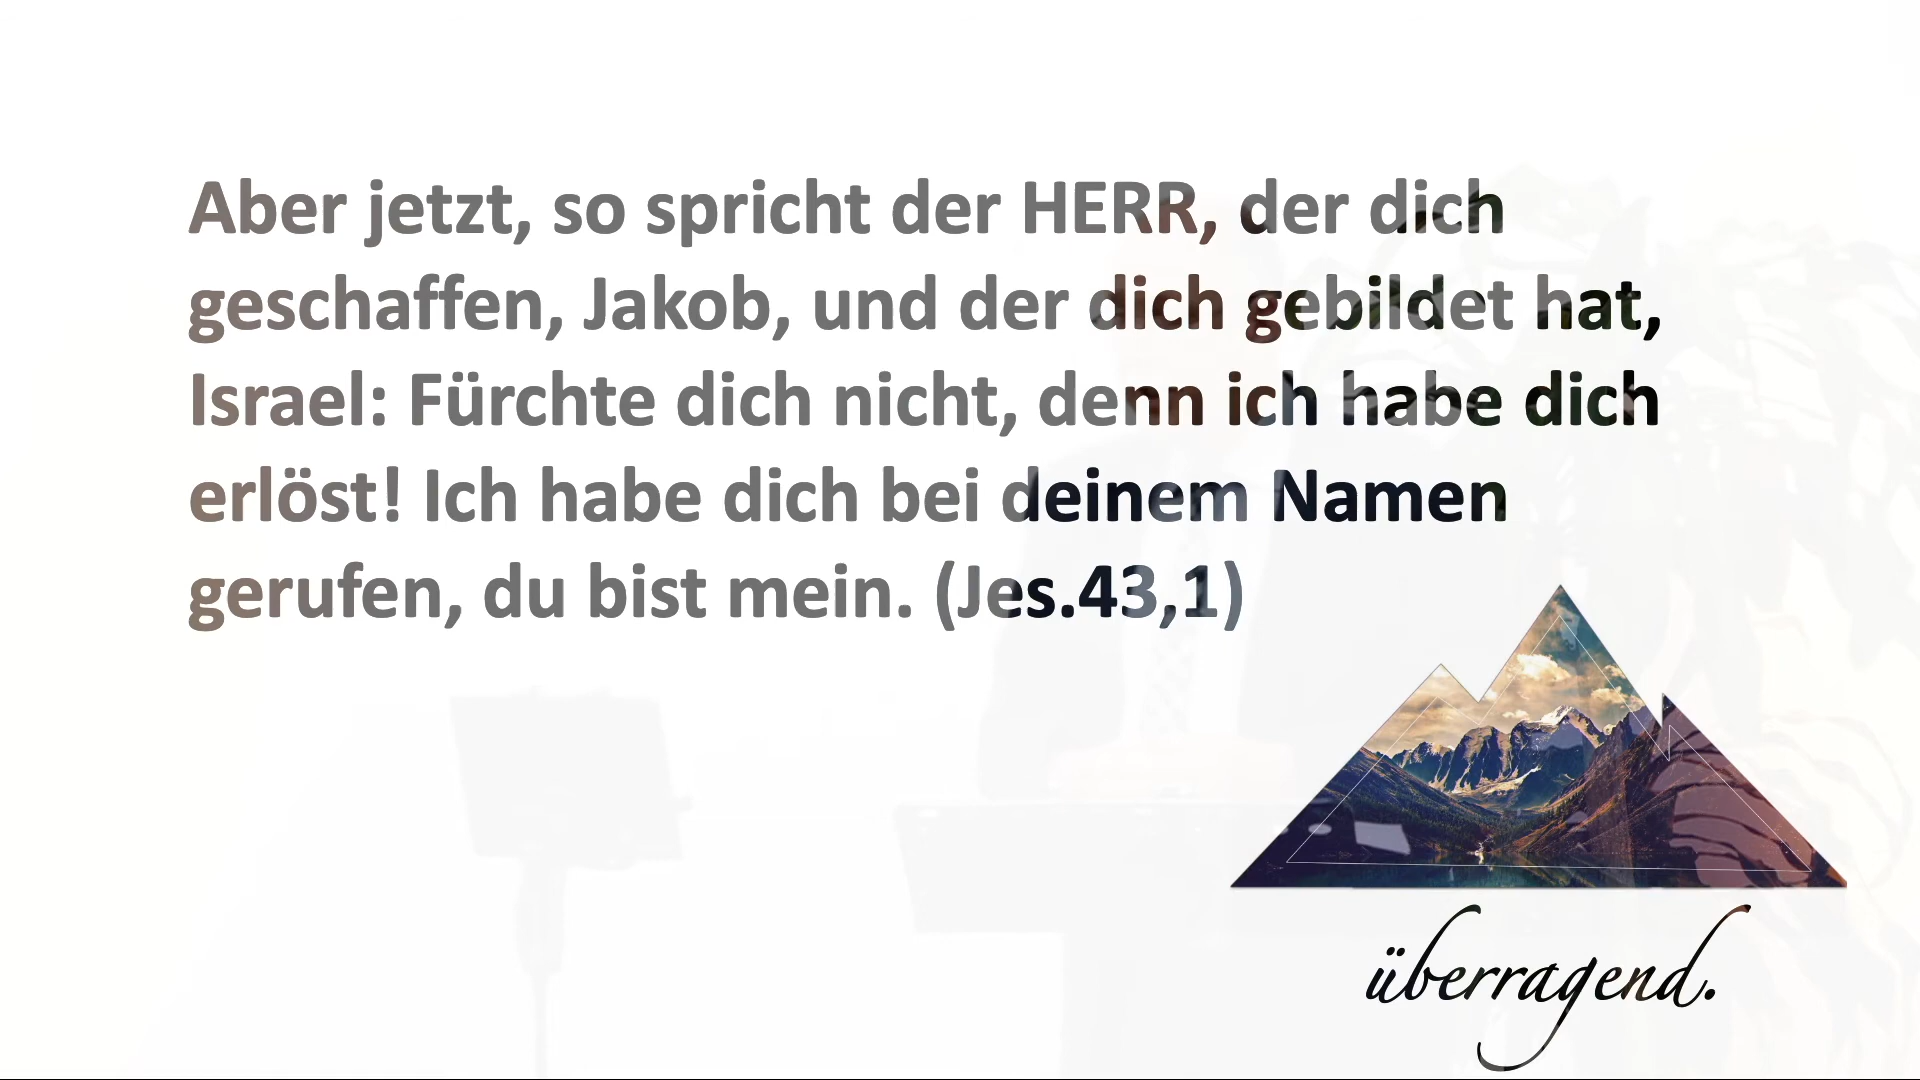 Aber jetzt, so spricht der HERR, der dich
geschaffen, Jakob, und der dich gebildet hat,
Israel: Fürchte dich nicht, denn ich habe dich
erlöst! Ich habe dich bei deinem Namen
gerufen, du bist mein. (Jes.43,1)
überragend.